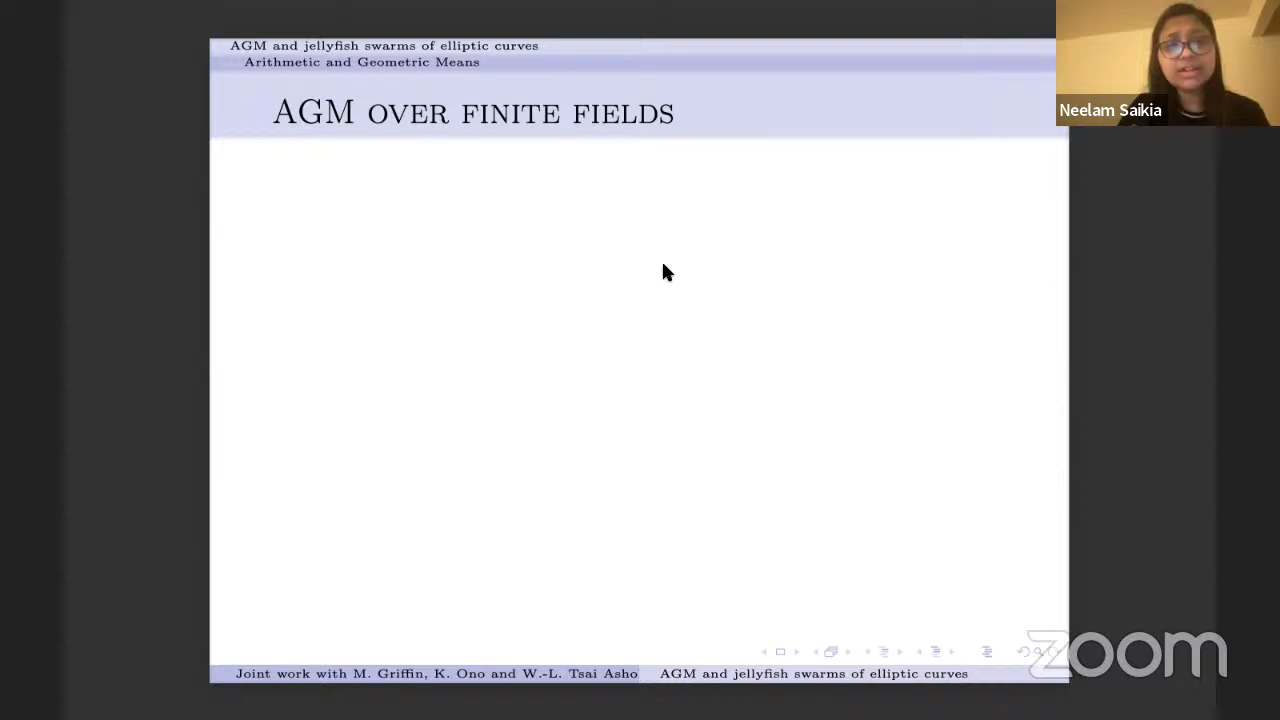 AGM and jellyfish swarms of elliptic curves
Arithmetic and Geometric Means
AGM OVER FINITE FIELDS
Neelam Saikia
Joint work with M. Griffin, K. Ono and W.-L. Tsai Asho
AGM and jellyfish swarms of elliptic curves
zoom